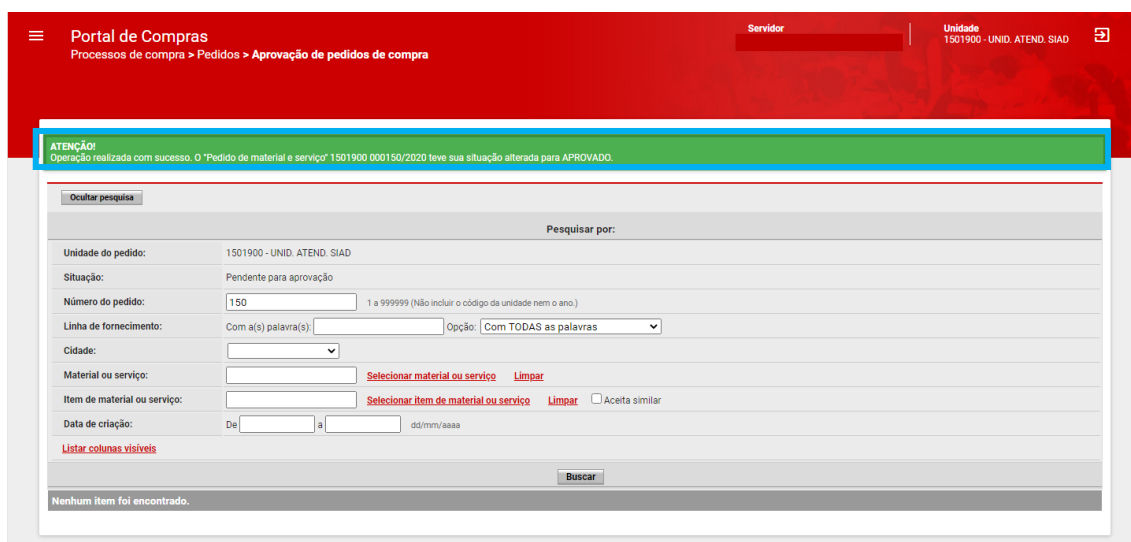 Portal de Compras
Processos de compra > Pedidos > Aprovação de pedidos de compra
Servidor
Unidade
1501900 - UNID. ATEND. SIAD
ATENÇÃO!
Operação realizada com sucesso. O "Pedido de material e serviço" 1501900 000150/2020 teve sua situação alterada para APROVADO.
Ocultar pesquisa
Pesquisar por:
Unidade do pedido: 1501900 - UNID. ATEND. SIAD
Situação: Pendente para aprovação
Número do pedido: 150 1 a 999999 (Não incluir o código da unidade nem o ano.)
Linha de fornecimento: Com a(s) palavra(s): Opção: Com TODAS as palavras
Cidade:
Material ou serviço: Selecionar material ou serviço Limpar
Item de material ou serviço: Selecionar item de material ou serviço Limpar Aceita similar
Data de criação: De a dd/mm/aaaa
Listar colunas visíveis
Buscar
Nenhum item foi encontrado.